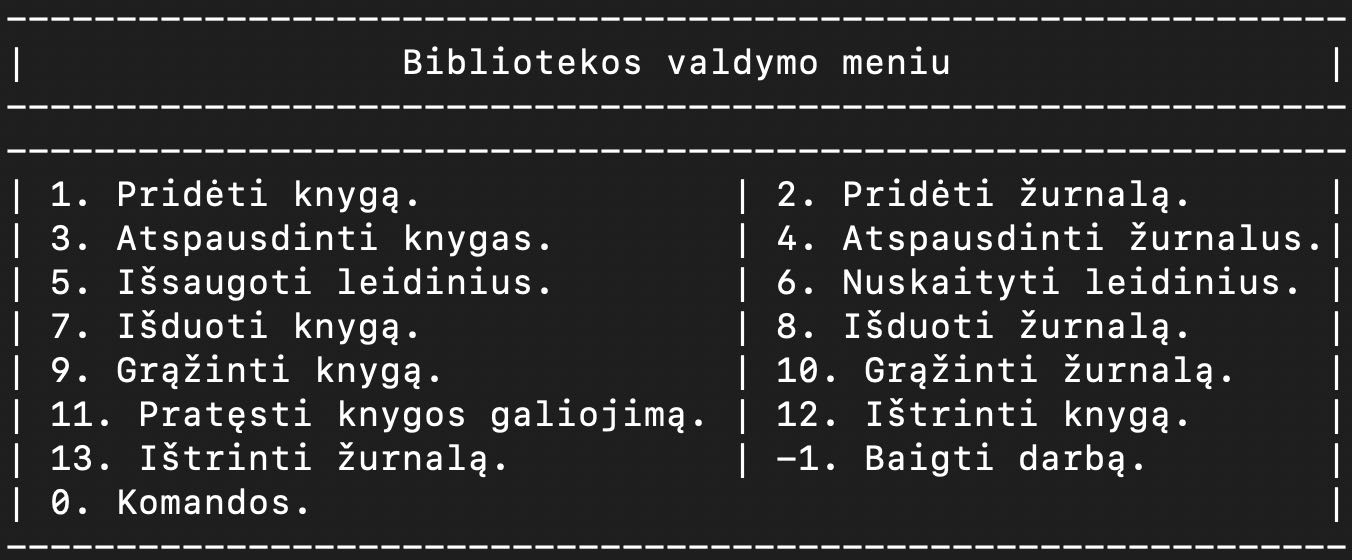 -------------------------------------------------------------
|                 Bibliotekos valdymo meniu                 |
-------------------------------------------------------------
-------------------------------------------------------------
| 1. Pridėti knygą.              | 2. Pridėti žurnalą.      |
| 3. Atspausdinti knygas.        | 4. Atspausdinti žurnalus.|
| 5. Išsaugoti leidinius.        | 6. Nuskaityti leidinius. |
| 7. Išduoti knygą.              | 8. Išduoti žurnalą.      |
| 9. Grąžinti knygą.             | 10. Grąžinti žurnalą.    |
| 11. Pratęsti knygos galiojimą. | 12. Ištrinti knygą.      |
| 13. Ištrinti žurnalą.          | -1. Baigti darbą.        |
| 0. Komandos.                                              |
-------------------------------------------------------------